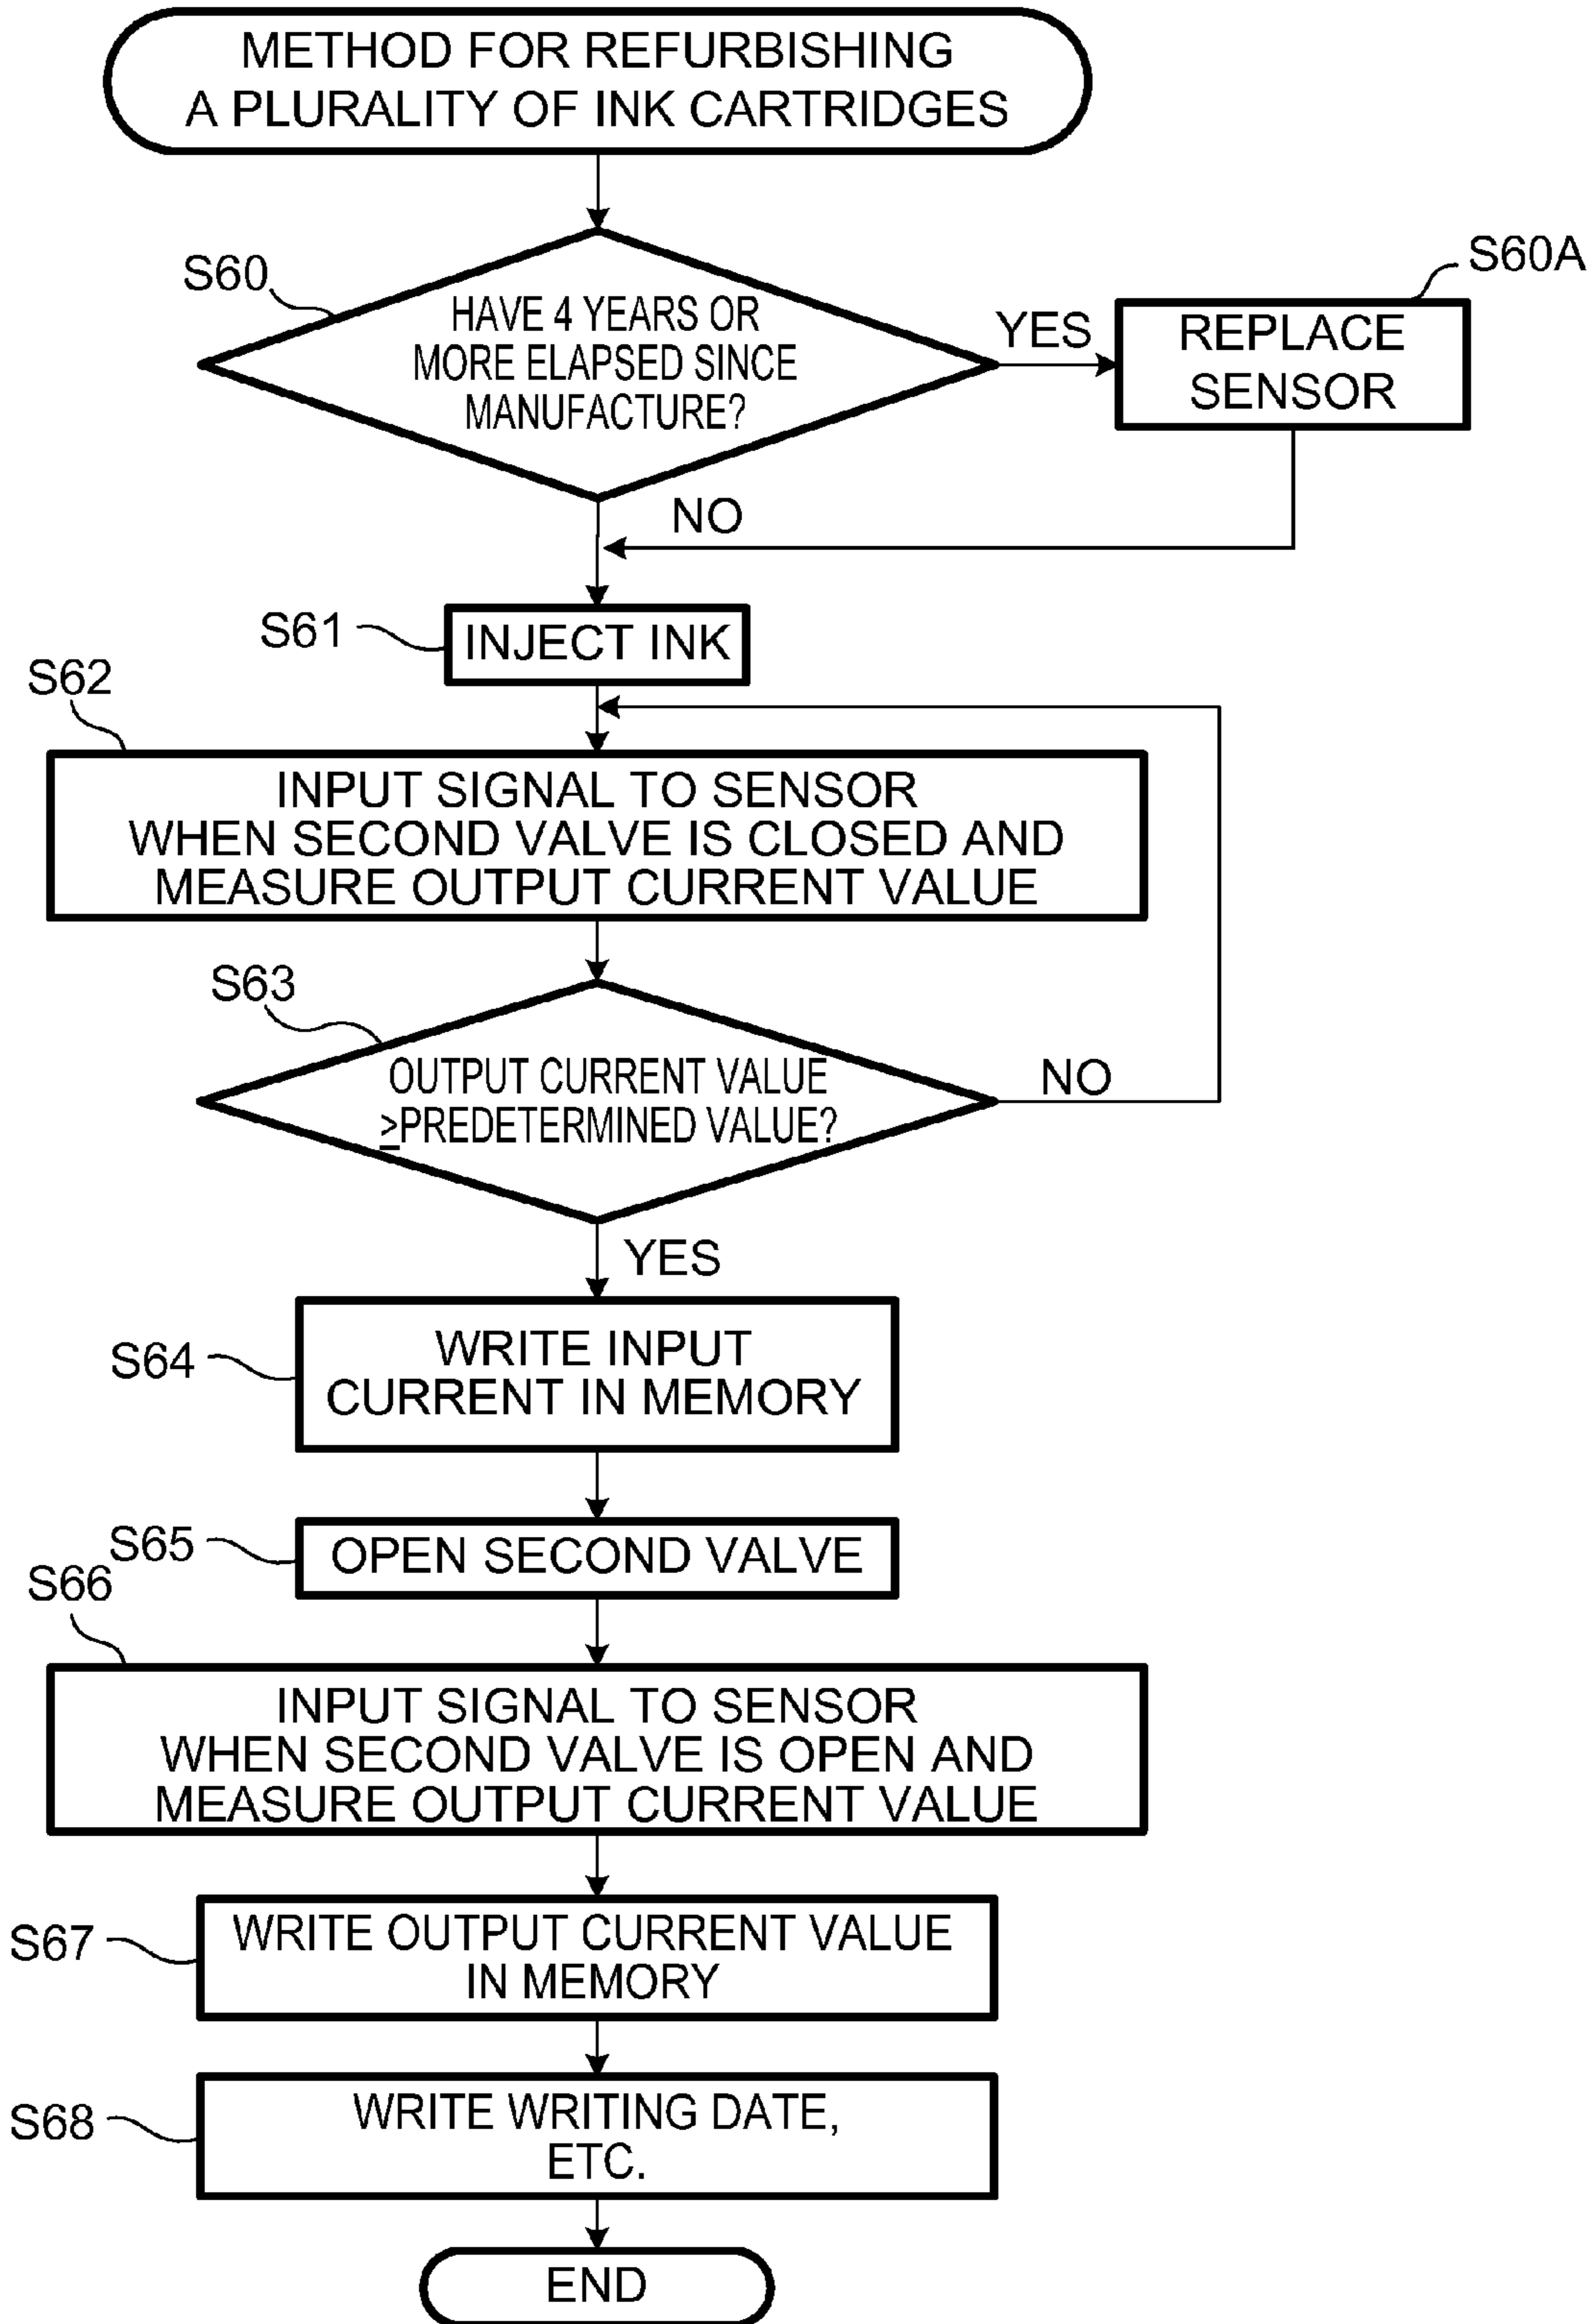 METHOD FOR REFURBISHING
A PLURALITY OF INK CARTRIDGES
S60
HAVE 4 YEARS OR
MORE ELAPSED SINCE
MANUFACTURE?
YES
S60A
REPLACE
SENSOR
NO
S61
INJECT INK
S62
INPUT SIGNAL TO SENSOR
WHEN SECOND VALVE IS CLOSED AND
MEASURE OUTPUT CURRENT VALUE
S63
OUTPUT CURRENT VALUE
≥PREDETERMINED VALUE?
NO
YES
S64
WRITE INPUT
CURRENT IN MEMORY
S65
OPEN SECOND VALVE
S66
INPUT SIGNAL TO SENSOR
WHEN SECOND VALVE IS OPEN AND
MEASURE OUTPUT CURRENT VALUE
S67
WRITE OUTPUT CURRENT VALUE
IN MEMORY
S68
WRITE WRITING DATE,
ETC.
END